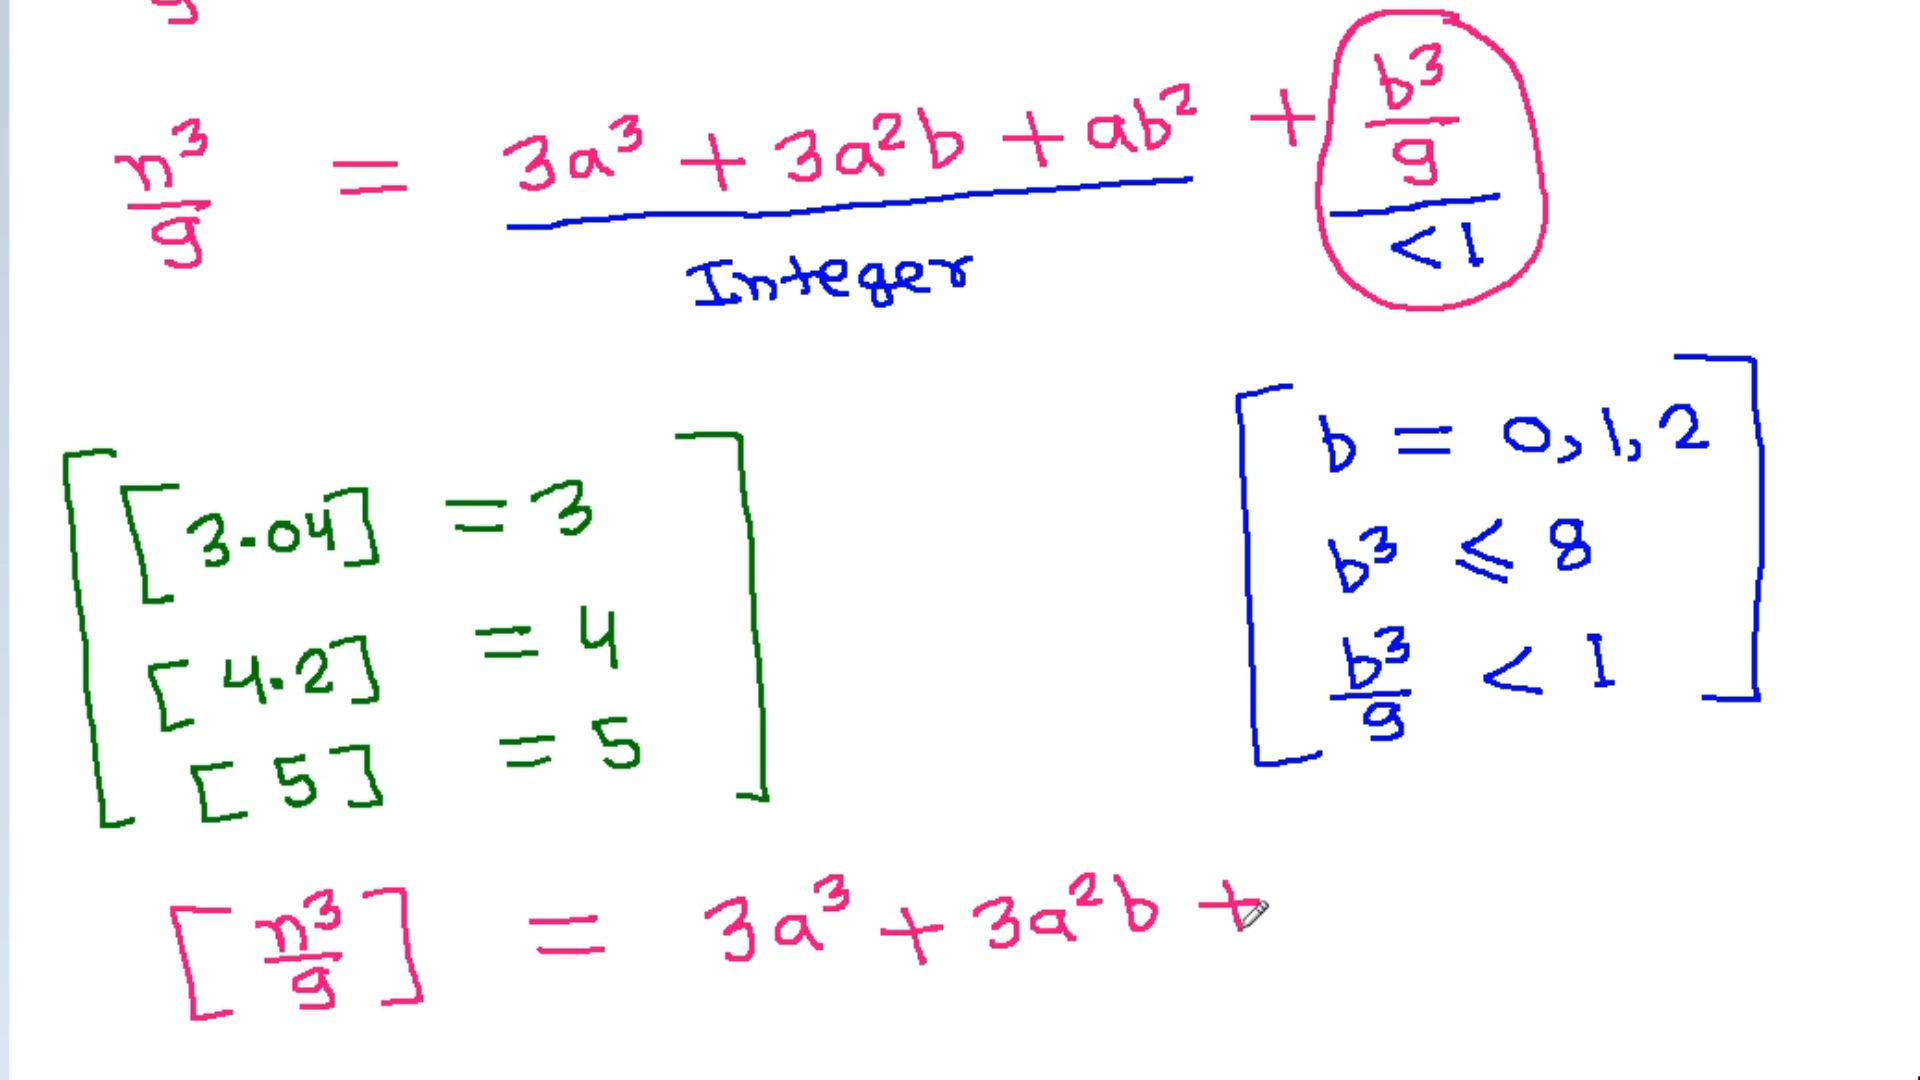 n³/9 = 3a³ + 3a²b + ab² + b³/9
Integer
< 1
[3.04] = 3
[4.2] = 4
[5] = 5
b = 0, 1, 2
b³ ≤ 8
b³/9 < 1
[n³/9] = 3a³ + 3a²b +